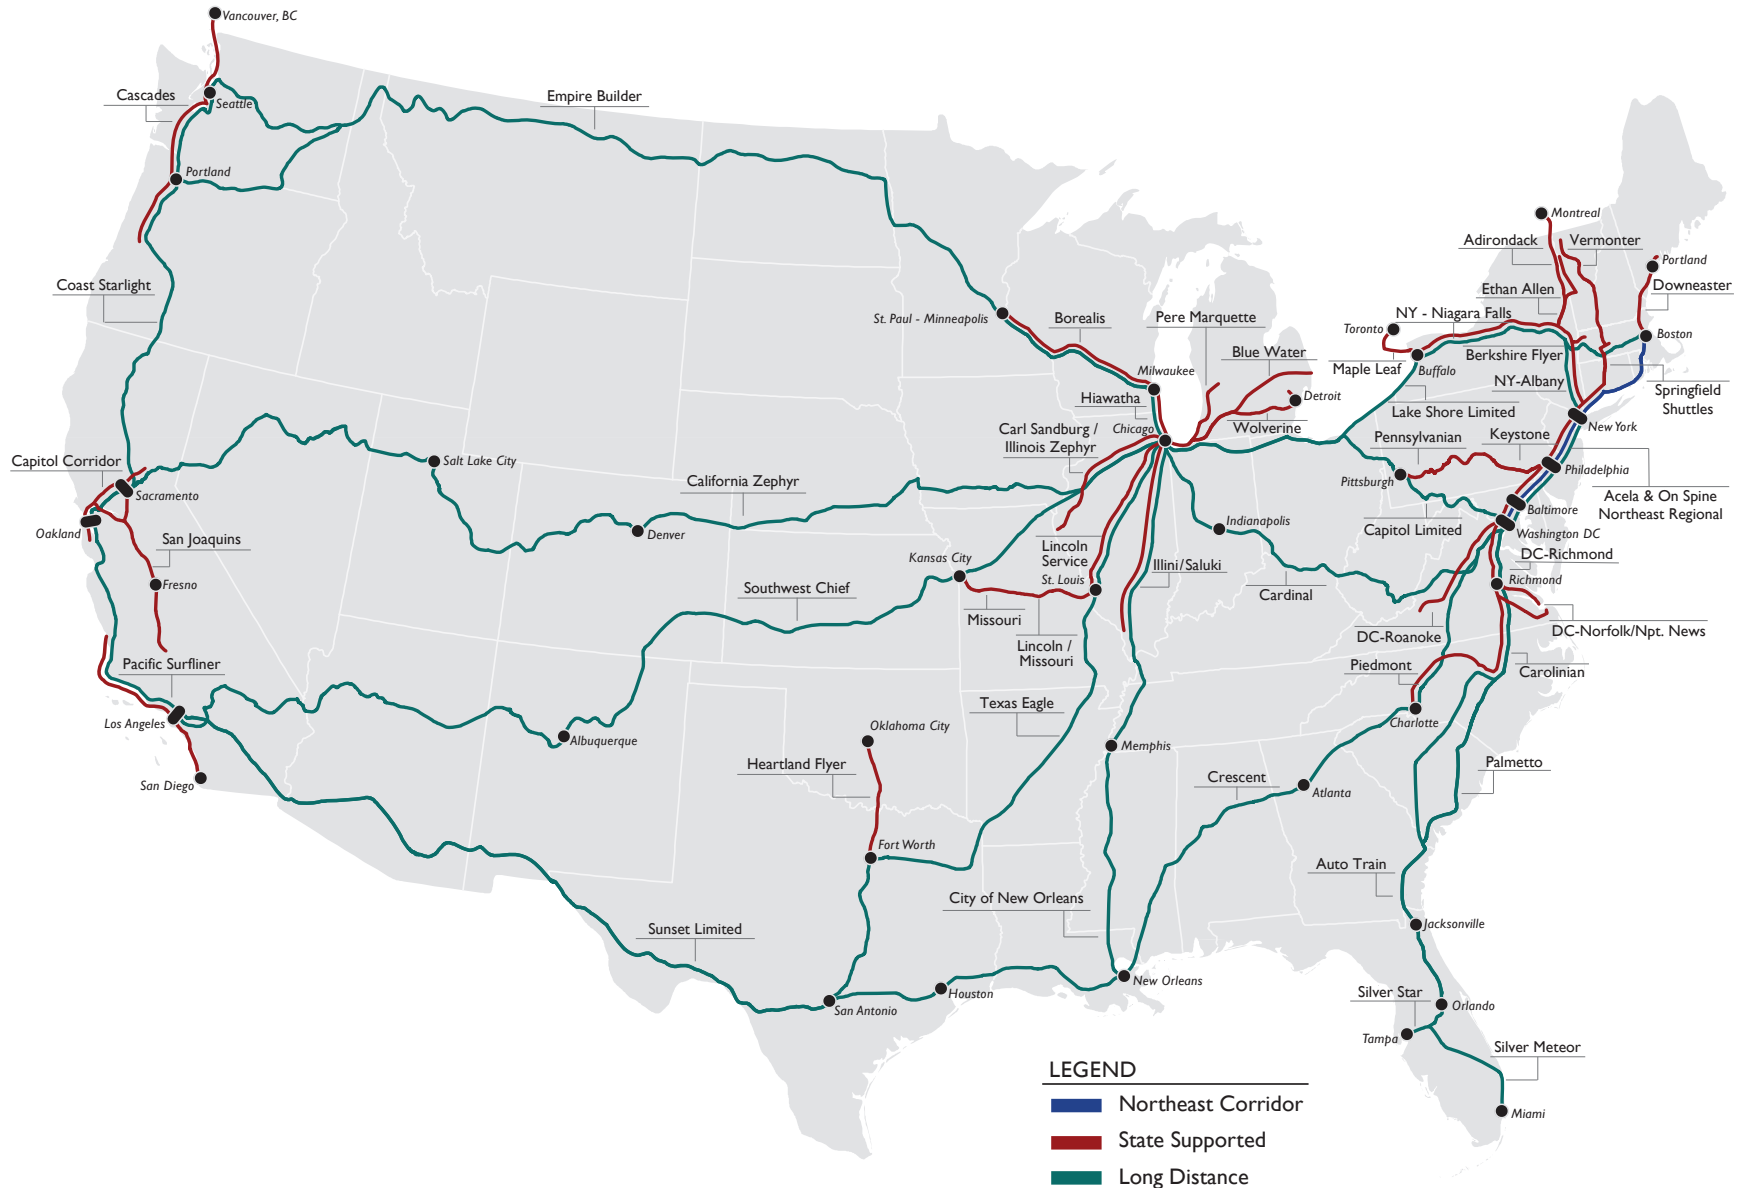 Vancouver, BC
Cascades
Seattle
Empire Builder
Portland
Coast Starlight
St. Paul - Minneapolis
Borealis
Pere Marquette
Blue Water
Milwaukee
Hiawatha
Detroit
Wolverine
Chicago
Carl Sandburg /
Illinois Zephyr
Montreal
Adirondack
Vermonter
Portland
Downeaster
Ethan Allen
NY - Niagara Falls
Toronto
Boston
Maple Leaf
Buffalo
Berkshire Flyer
NY-Albany
Springfield
Shuttles
Lake Shore Limited
New York
Pennsylvanian
Keystone
Philadelphia
Pittsburgh
Acela & On Spine
Northeast Regional
Baltimore
Capitol Limited
Washington DC
DC-Richmond
Richmond
DC-Norfolk/Npt. News
DC-Roanoke
Piedmont
Carolinian
Charlotte
Capitol Corridor
Sacramento
Oakland
San Joaquins
Fresno
Salt Lake City
California Zephyr
Denver
Pacific Surfliner
Los Angeles
San Diego
Southwest Chief
Albuquerque
Kansas City
Missouri
Lincoln
Service
St. Louis
Lincoln /
Missouri
Illini/Saluki
Indianapolis
Cardinal
Texas Eagle
Oklahoma City
Heartland Flyer
Fort Worth
Memphis
Crescent
Atlanta
Palmetto
Auto Train
City of New Orleans
Sunset Limited
San Antonio
Houston
New Orleans
Jacksonville
Silver Star
Orlando
Tampa
Silver Meteor
Miami
LEGEND
Northeast Corridor
State Supported
Long Distance